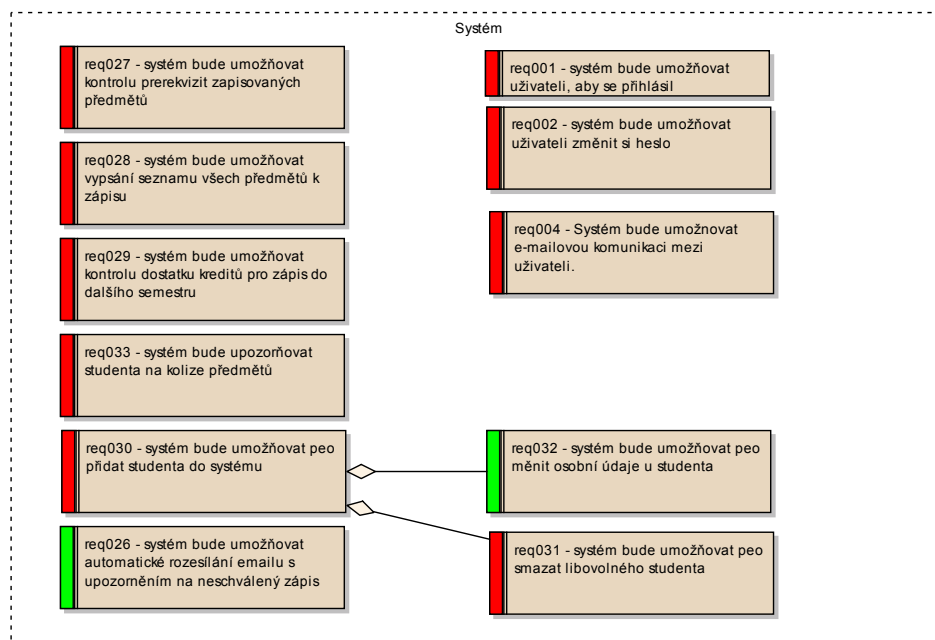 Systém
req027 - systém bude umožňovat
kontrolu prerekvizit zapisovaných
předmětů
req028 - systém bude umožňovat
vypsání seznamu všech předmětů k
zápisu
req029 - systém bude umožňovat
kontrolu dostatku kreditů pro zápis do
dalšího semestru
req033 - systém bude upozorňovat
studenta na kolize předmětů
req030 - systém bude umožňovat peo
přidat studenta do systému
req026 - systém bude umožňovat
automatické rozesílání emailu s
upozorněním na neschválený zápis
req001 - systém bude umožňovat
uživateli, aby se přihlásil
req002 - systém bude umožňovat
uživateli změnit si heslo
req004 - Systém bude umožnovat
e-mailovou komunikaci mezi
uživateli.
req032 - systém bude umožňovat peo
měnit osobní údaje u studenta
req031 - systém bude umožňovat peo
smazat libovolného studenta